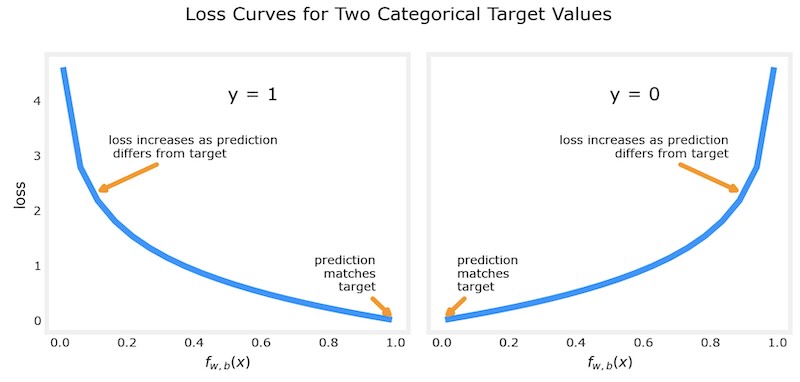 Loss Curves for Two Categorical Target Values
y = 1
loss increases as prediction
differs from target
prediction
matches
target
loss
4
3
2
1
0
0.0 0.2 0.4 0.6 0.8 1.0
f_{w,b}(x)
y = 0
loss increases as prediction
differs from target
prediction
matches
target
0.0 0.2 0.4 0.6 0.8 1.0
f_{w,b}(x)